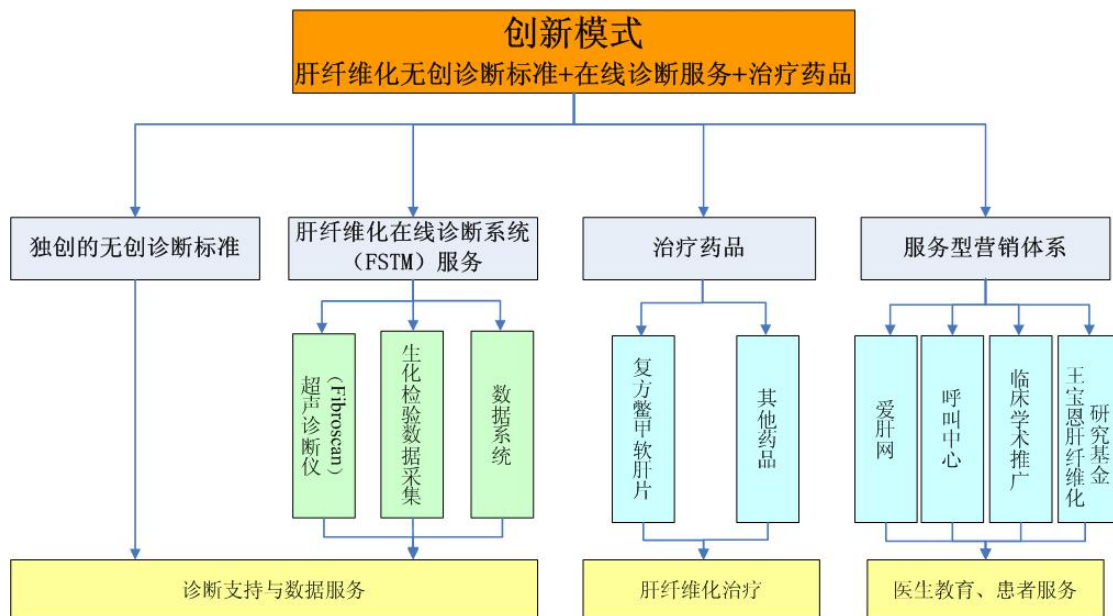 创新模式
肝纤维化无创诊断标准+在线诊断服务+治疗药品
独创的无创诊断标准
肝纤维化在线诊断系统
（FSTM）服务
治疗药品
服务型营销体系
超声诊断仪
（Fibroscan）
生化检验数据采集
数据系统
复方鳖甲软肝片
其他药品
爱肝网
呼叫中心
临床学术推广
王宝恩肝纤维化
研究基金
诊断支持与数据服务
肝纤维化治疗
医生教育、患者服务